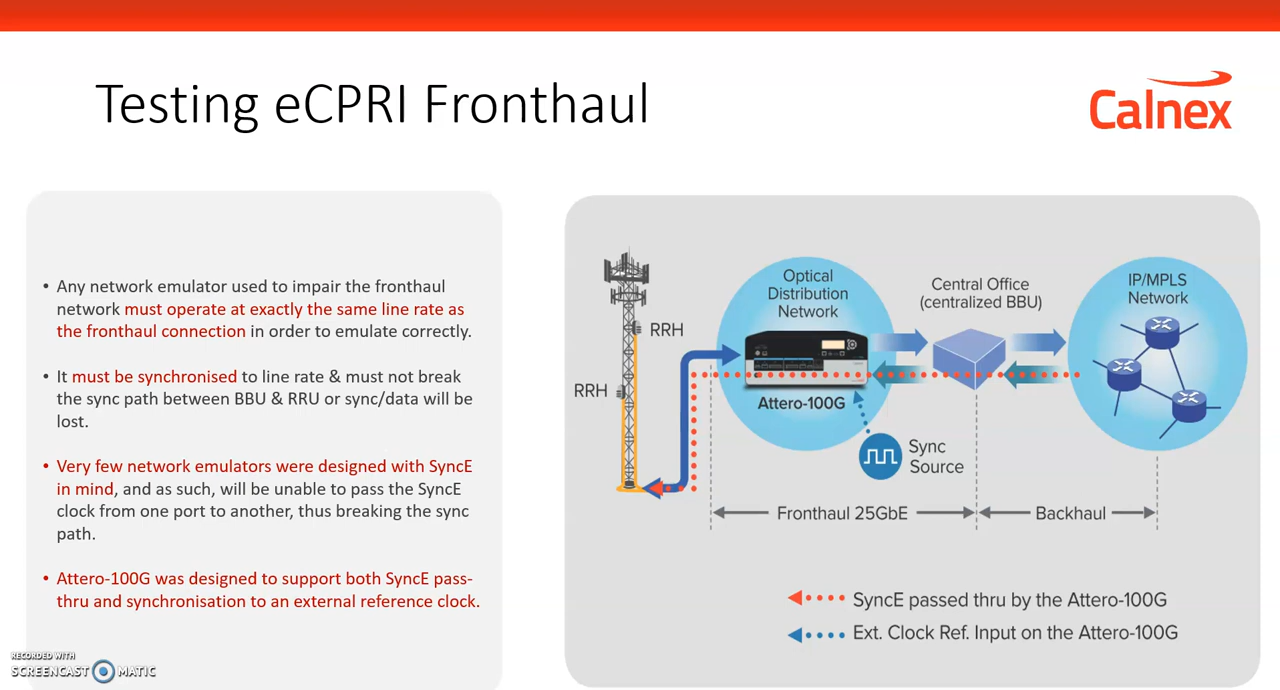 Testing eCPRI Fronthaul
Calnex
• Any network emulator used to impair the fronthaul
network must operate at exactly the same line rate as
the fronthaul connection in order to emulate correctly.
• It must be synchronised to line rate & must not break
the sync path between BBU & RRU or sync/data will be
lost.
• Very few network emulators were designed with SyncE
in mind, and as such, will be unable to pass the SyncE
clock from one port to another, thus breaking the sync
path.
• Attero-100G was designed to support both SyncE pass-
thru and synchronisation to an external reference clock.
RECORDED WITH
SCREENCAST MATIC
RRH
RRH
Optical
Distribution
Network
Attero-100G
Central Office
(centralized BBU)
IP/MPLS
Network
Sync
Source
Fronthaul 25GbE
Backhaul
SyncE passed thru by the Attero-100G
Ext. Clock Ref. Input on the Attero-100G